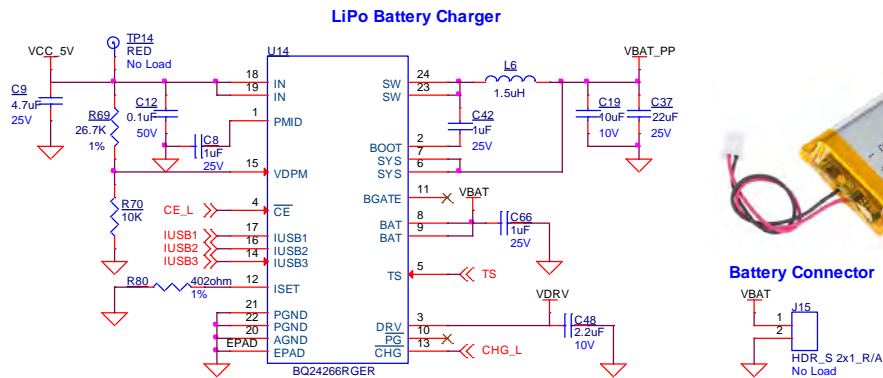 LiPo Battery Charger
VCC_5V
TP14
RED
No Load
C9
4.7uF
25V
R69
26.7K
1%
C12
0.1uF
50V
C8
1uF
25V
R70
10K
CE_L
IUSB1
IUSB2
IUSB3
R80
402ohm
1%
U14
18
IN
19
IN
1
PMID
15
VDPM
4
CE
17
IUSB1
16
IUSB2
14
IUSB3
12
ISET
21
PGND
22
PGND
20
AGND
EPAD
EPAD
24
SW
23
SW
2
BOOT
7
SYS
6
SYS
11
BGATE
8
BAT
9
BAT
5
TS
3
DRV
10
PG
13
CHG
BQ24266RGER
L6
1.5uH
VBAT_PP
C42
1uF
25V
C19
10uF
10V
C37
22uF
25V
VBAT
C66
1uF
25V
TS
VDRV
C48
2.2uF
10V
CHG_L
Battery Connector
VBAT
J15
1
2
HDR_S 2x1_R/A
No Load